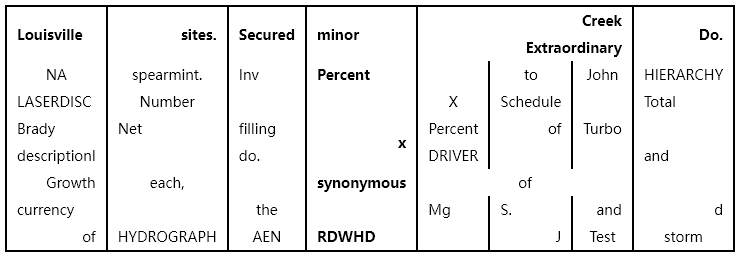 Louisville sites. Secured minor Creek Extraordinary Do.
NA spearmint. Inv Percent to John HIERARCHY
LASERDISC Number X Schedule Total
Brady Net filling Percent of Turbo
descriptionl do. x DRIVER and
Growth each, synonymous of
currency the Mg S. and d
of HYDROGRAPH AEN RDWHD J Test storm